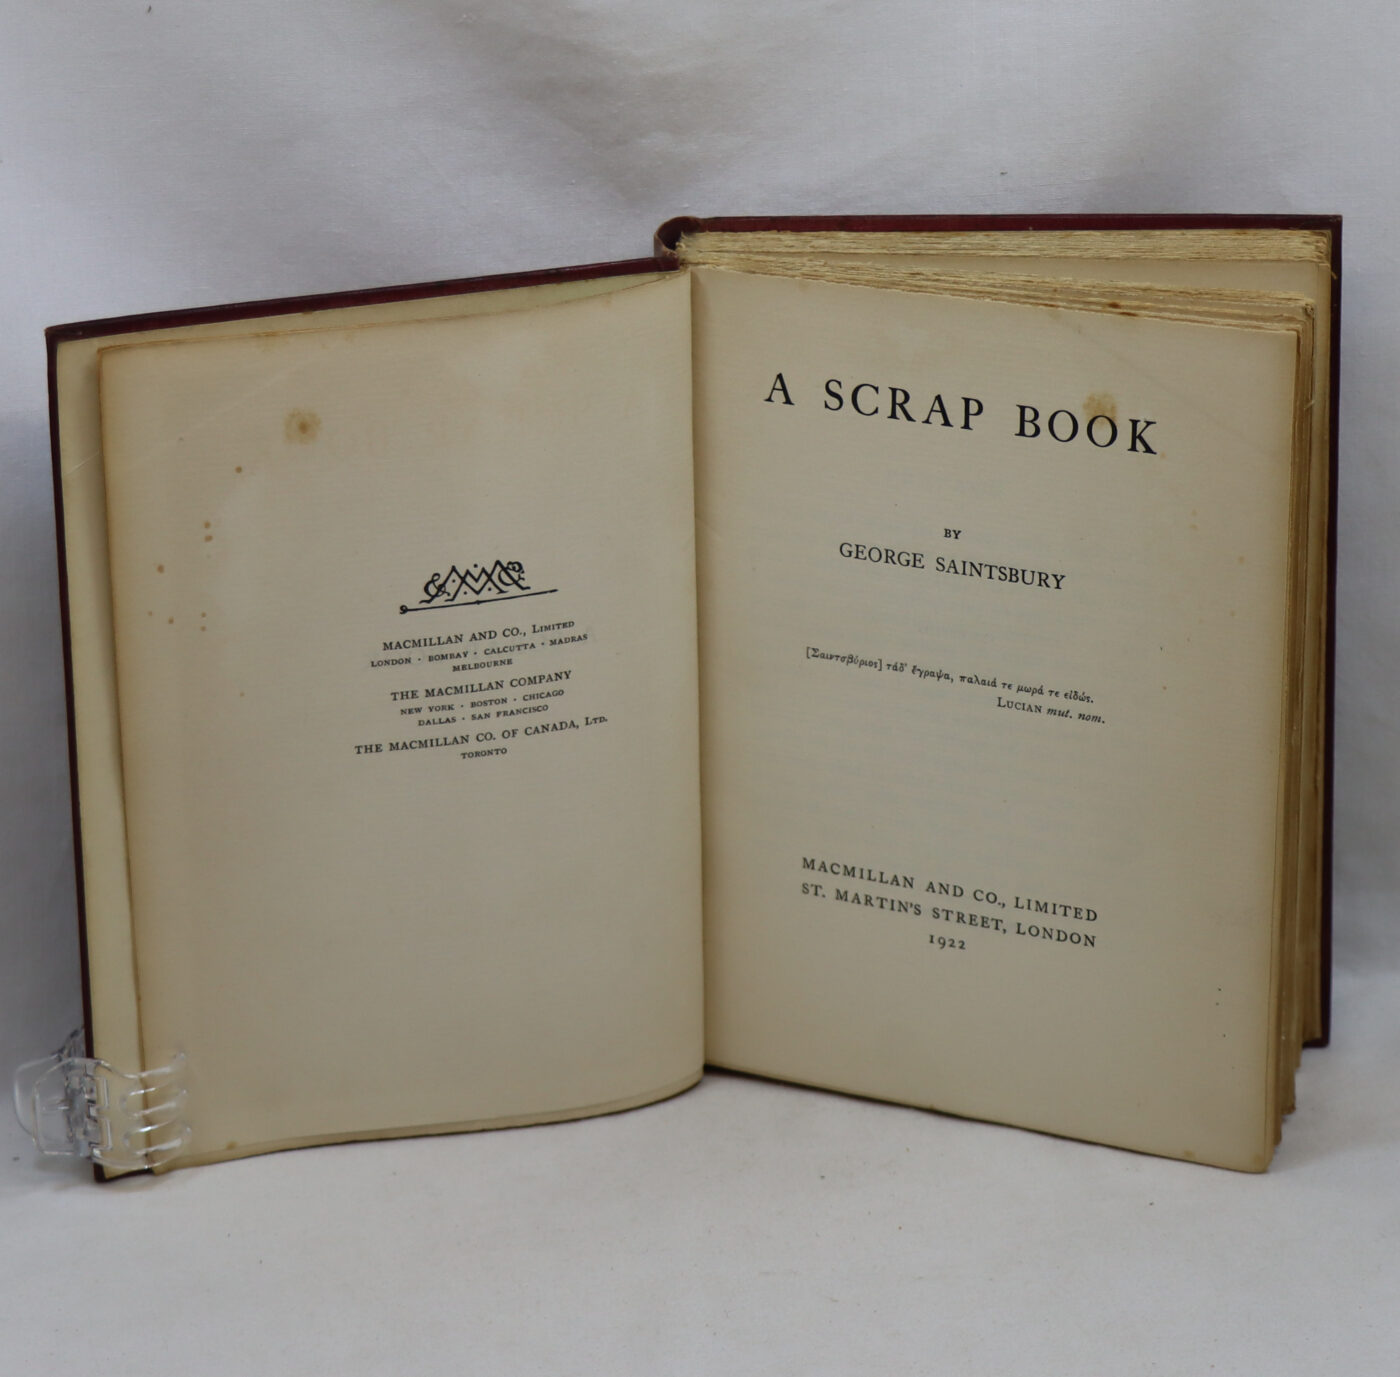 MACMILLAN AND CO., LIMITED
LONDON · BOMBAY · CALCUTTA · MADRAS
MELBOURNE
THE MACMILLAN COMPANY
NEW YORK · BOSTON · CHICAGO
DALLAS · SAN FRANCISCO
THE MACMILLAN CO. OF CANADA, LTD.
TORONTO
A SCRAP BOOK
BY
GEORGE SAINTSBURY
[Σαιντσβύριος] τάδ' ἔγραψα, παλαιά τε μωρά τε εἰδώς.
LUCIAN mut. nom.
MACMILLAN AND CO., LIMITED
ST. MARTIN'S STREET, LONDON
1922